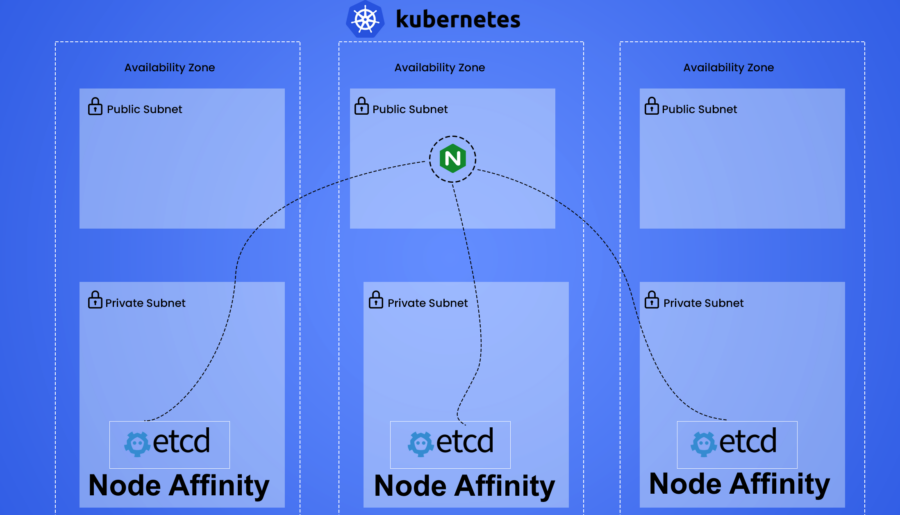 kubernetes
Availability Zone
Availability Zone
Availability Zone
Public Subnet
Public Subnet
Public Subnet
N
Private Subnet
Private Subnet
Private Subnet
etcd
etcd
etcd
Node Affinity
Node Affinity
Node Affinity